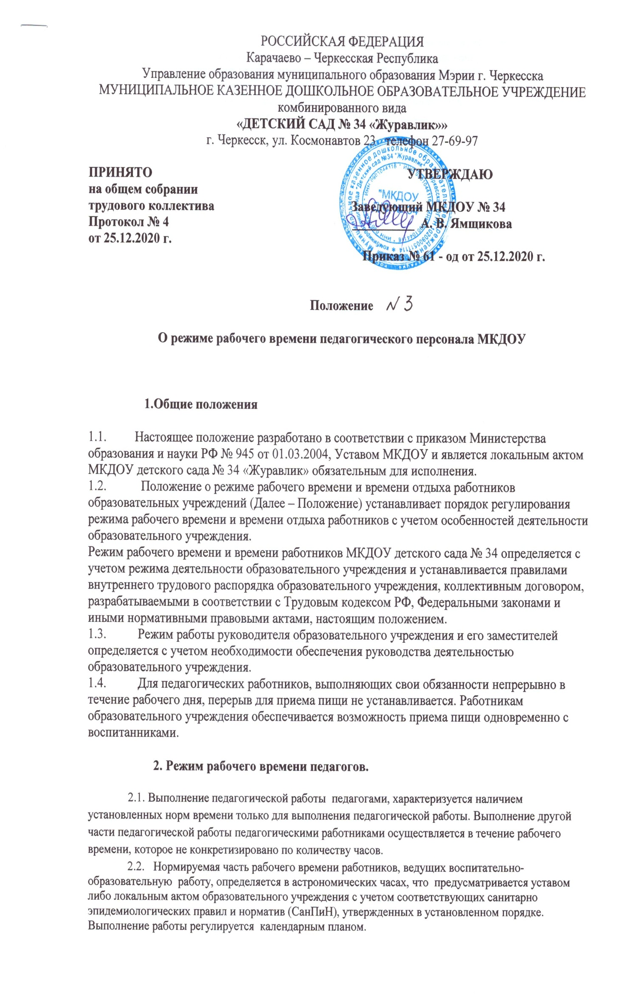 РОССИЙСКАЯ ФЕДЕРАЦИЯ
Карачаево – Черкесская Республика
Управление образования муниципального образования Мэрии г. Черкесска
МУНИЦИПАЛЬНОЕ КАЗЕННОЕ ДОШКОЛЬНОЕ ОБРАЗОВАТЕЛЬНОЕ УЧРЕЖДЕНИЕ
комбинированного вида
«ДЕТСКИЙ САД № 34 «Журавлик»»
г. Черкесск, ул. Космонавтов 23 телефон 27-69-97
ПРИНЯТО
на общем собрании
трудового коллектива
Протокол № 4
от 25.12.2020 г.
УТВЕРЖДАЮ
Заведующий МКДОУ № 34
А. В. Ямщикова
Приказ № 61 - од от 25.12.2020 г.
"МКДОУ
Положение N 3
О режиме рабочего времени педагогического персонала МКДОУ
1.Общие положения
1.1. Настоящее положение разработано в соответствии с приказом Министерства
образования и науки РФ № 945 от 01.03.2004, Уставом МКДОУ и является локальным актом
МКДОУ детского сада № 34 «Журавлик» обязательным для исполнения.
1.2. Положение о режиме рабочего времени и времени отдыха работников
образовательных учреждений (Далее – Положение) устанавливает порядок регулирования
режима рабочего времени и времени отдыха работников с учетом особенностей деятельности
образовательного учреждения.
Режим рабочего времени и времени работников МКДОУ детского сада № 34 определяется с
учетом режима деятельности образовательного учреждения и устанавливается правилами
внутреннего трудового распорядка образовательного учреждения, коллективным договором,
разрабатываемыми в соответствии с Трудовым кодексом РФ, Федеральными законами и
иными нормативными правовыми актами, настоящим положением.
1.3. Режим работы руководителя образовательного учреждения и его заместителей
определяется с учетом необходимости обеспечения руководства деятельностью
образовательного учреждения.
1.4. Для педагогических работников, выполняющих свои обязанности непрерывно в
течение рабочего дня, перерыв для приема пищи не устанавливается. Работникам
образовательного учреждения обеспечивается возможность приема пищи одновременно с
воспитанниками.
2. Режим рабочего времени педагогов.
2.1. Выполнение педагогической работы педагогами, характеризуется наличием
установленных норм времени только для выполнения педагогической работы. Выполнение другой
части педагогической работы педагогическими работниками осуществляется в течение рабочего
времени, которое не конкретизировано по количеству часов.
2.2. Нормируемая часть рабочего времени работников, ведущих воспитательно-
образовательную работу, определяется в астрономических часах, что предусматривается уставом
либо локальным актом образовательного учреждения с учетом соответствующих санитарно
эпидемиологических правил и норматив (СанПиН), утвержденных в установленном порядке.
Выполнение работы регулируется календарным планом.